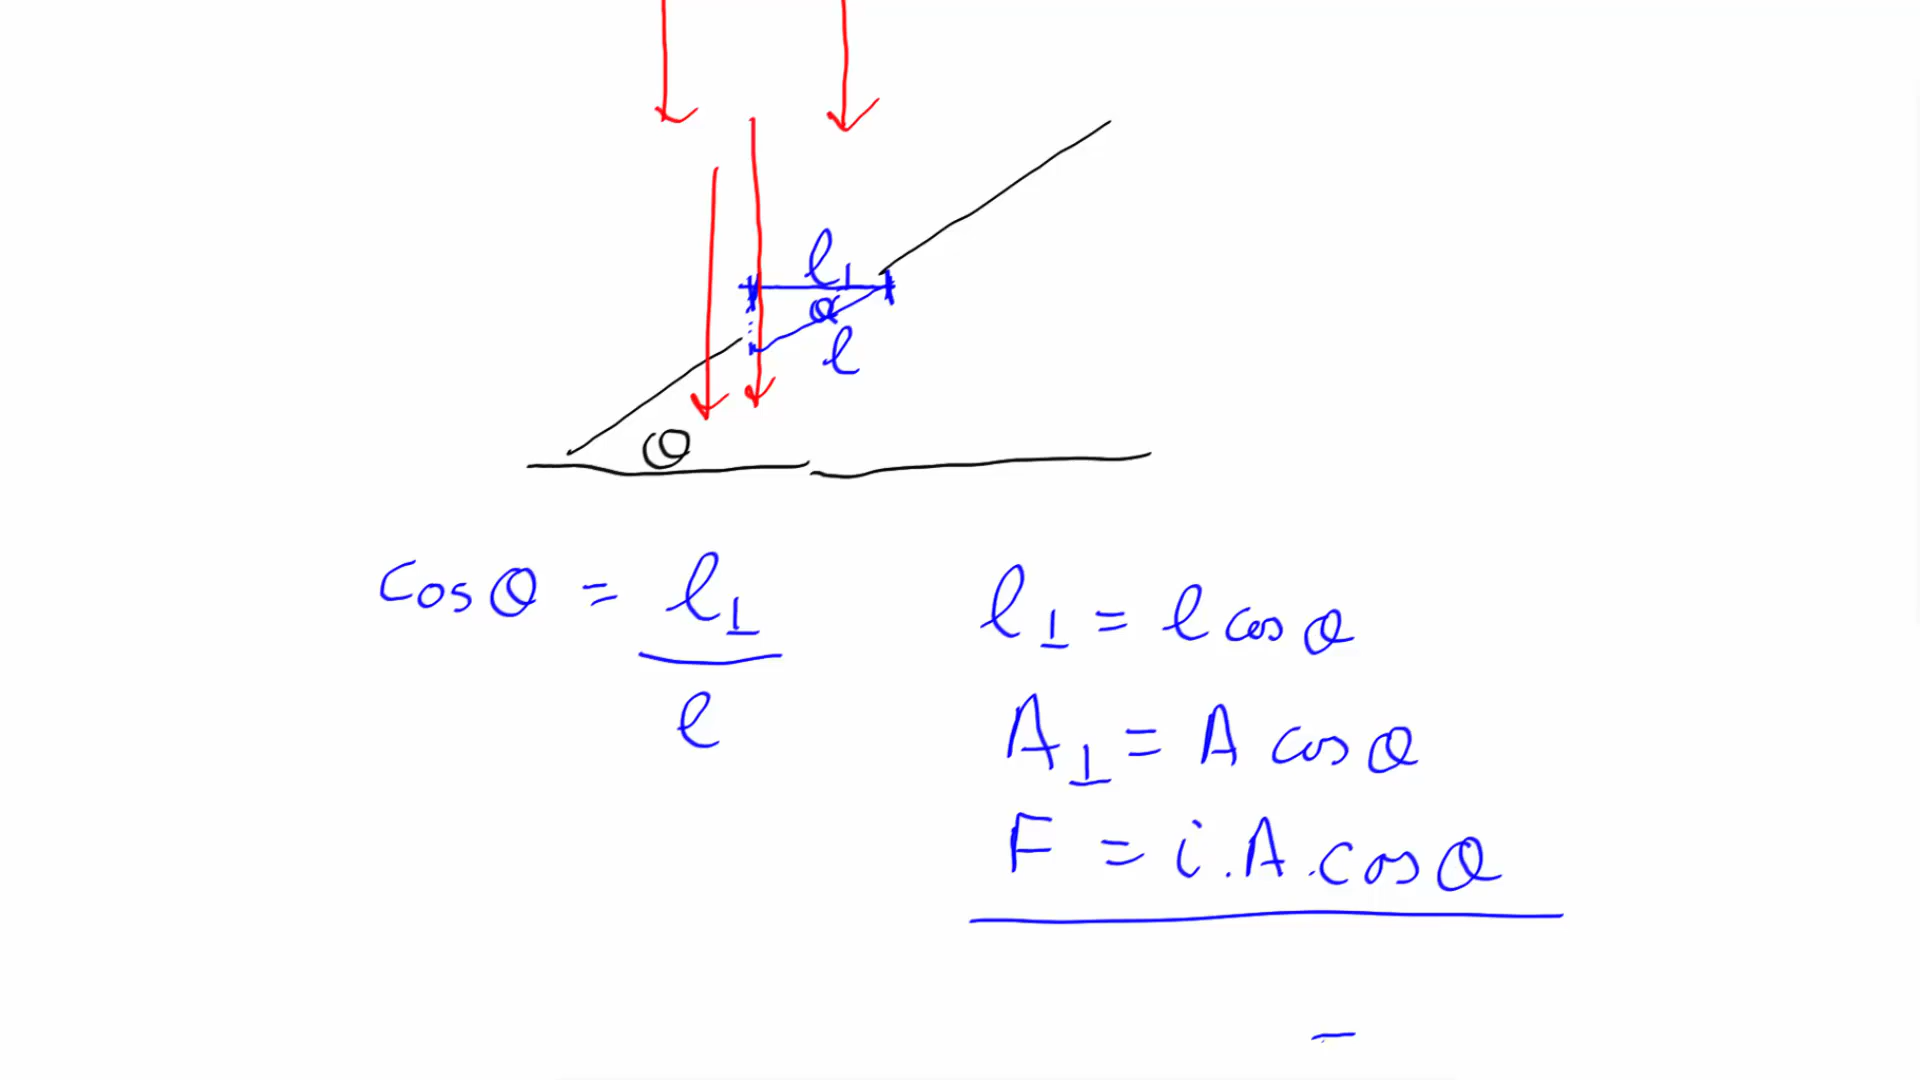 l⊥
θ
l
θ
cos θ = l⊥ / l
l⊥ = l cos θ
A⊥ = A cos θ
F = i . A . cos θ